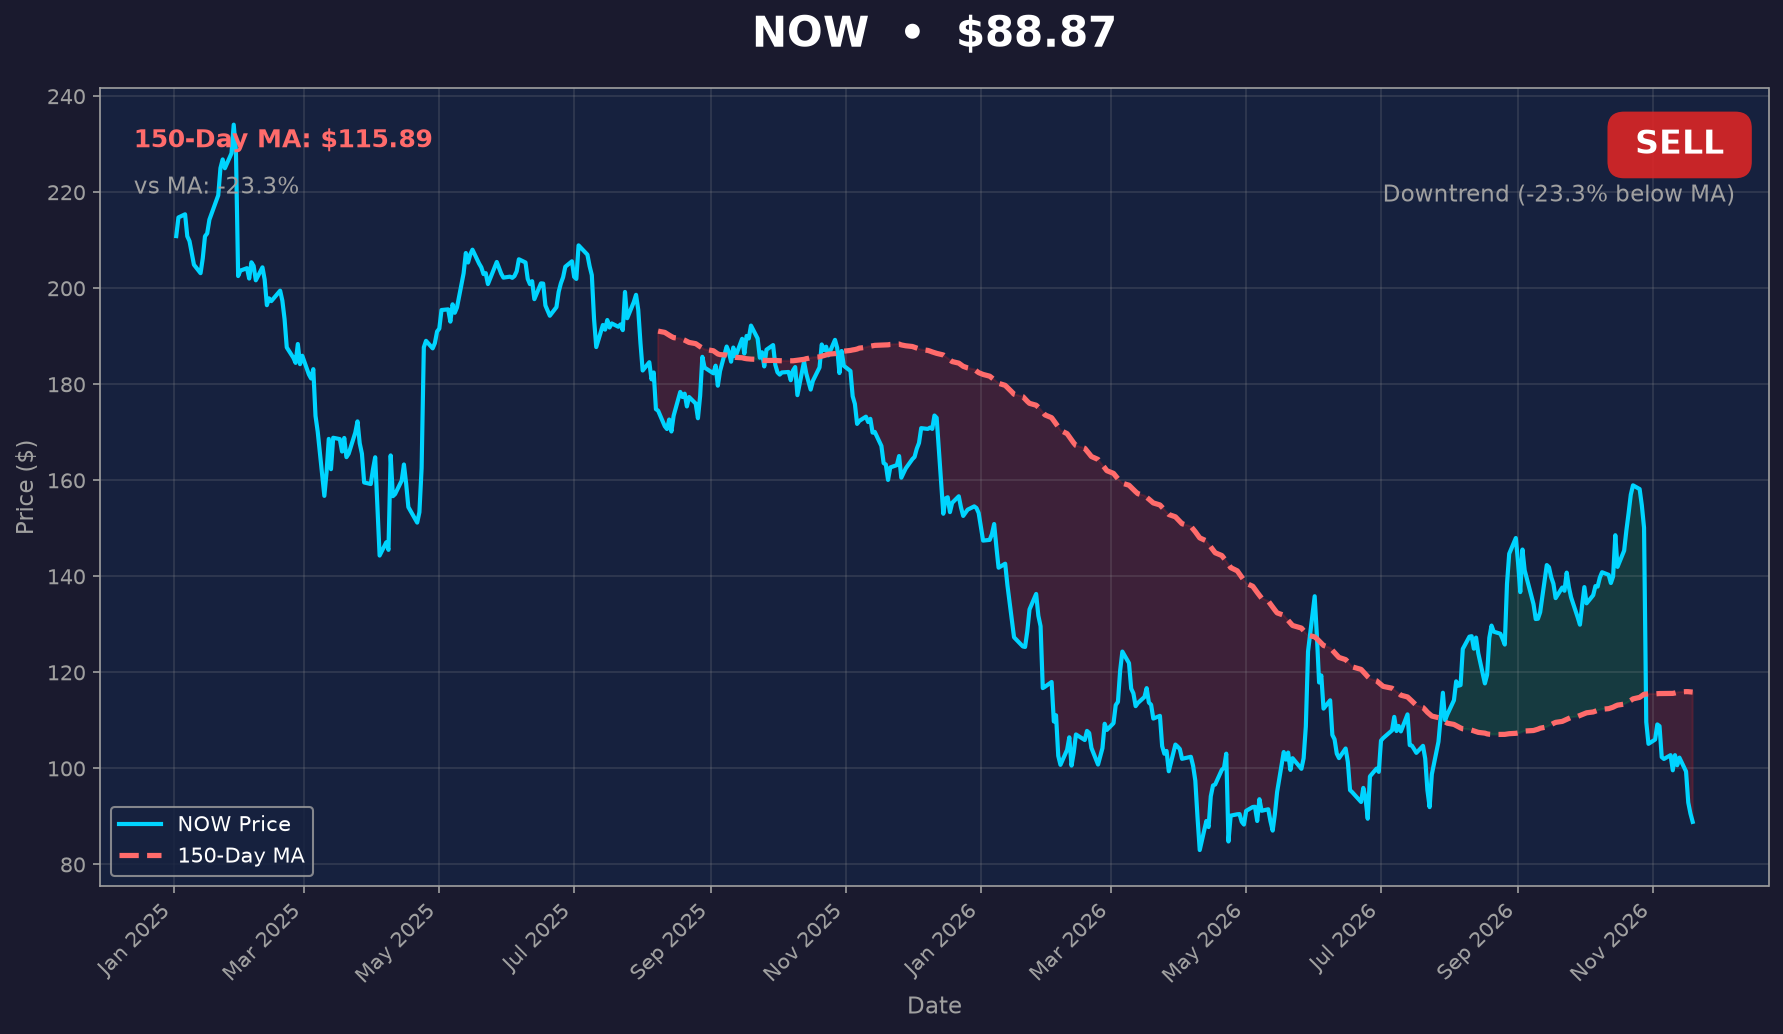 NOW • $88.87
240
220
200
180
160
140
120
100
80
Price ($)
150-Day MA: $115.89
vs MA: -23.3%
SELL
Downtrend (-23.3% below MA)
NOW Price
150-Day MA
Jan 2025
Mar 2025
May 2025
Jul 2025
Sep 2025
Nov 2025
Jan 2026
Mar 2026
May 2026
Jul 2026
Sep 2026
Nov 2026
Date